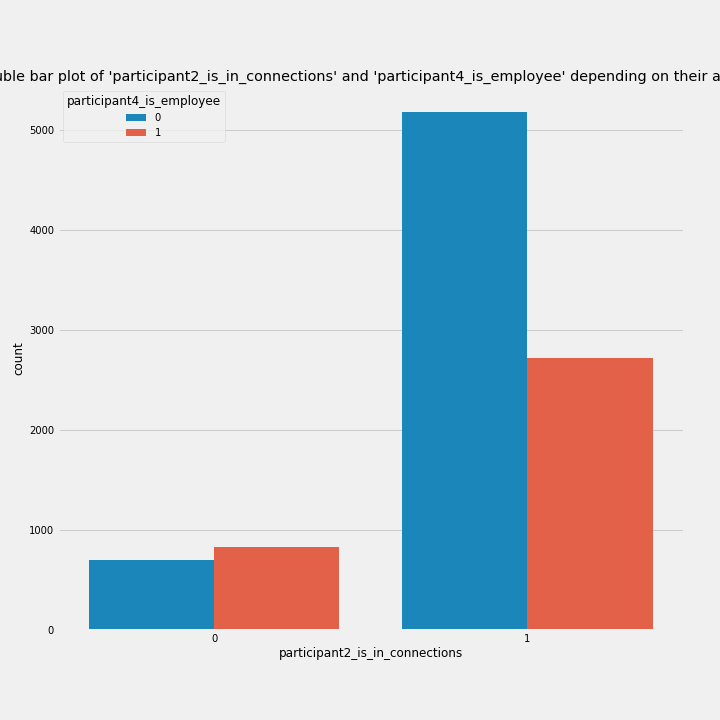 ble bar plot of 'participant2_is_in_connections' and 'participant4_is_employee' depending on their a
participant4_is_employee
0
1
5000
4000
3000
2000
1000
0
count
0
1
participant2_is_in_connections